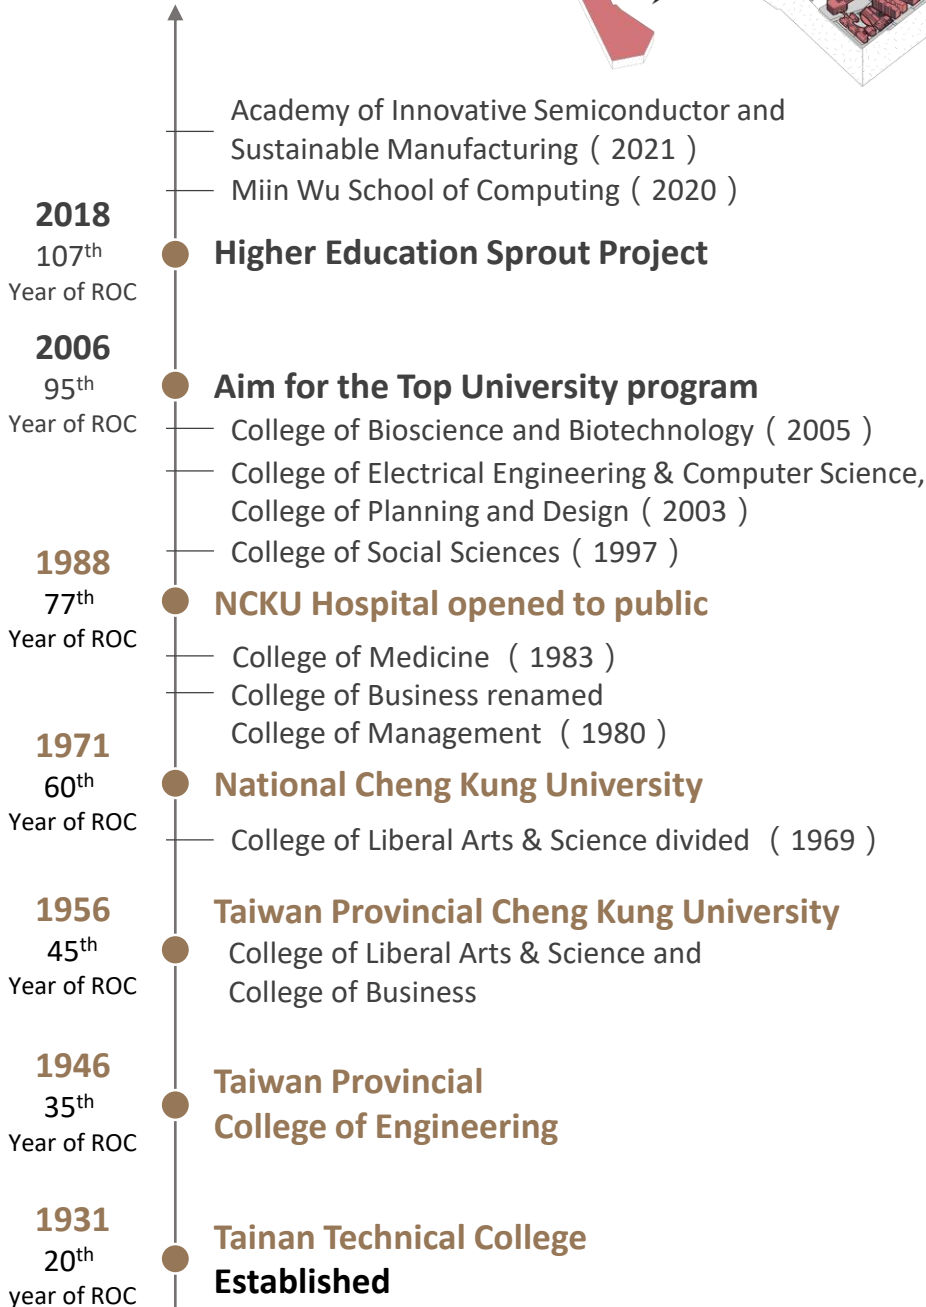 Academy of Innovative Semiconductor and
Sustainable Manufacturing ( 2021 )
Miin Wu School of Computing ( 2020 )
2018
107th
Year of ROC
Higher Education Sprout Project
2006
95th
Year of ROC
Aim for the Top University program
College of Bioscience and Biotechnology ( 2005 )
College of Electrical Engineering & Computer Science,
College of Planning and Design ( 2003 )
College of Social Sciences ( 1997 )
1988
77th
Year of ROC
NCKU Hospital opened to public
College of Medicine ( 1983 )
College of Business renamed
College of Management ( 1980 )
1971
60th
Year of ROC
National Cheng Kung University
College of Liberal Arts & Science divided ( 1969 )
1956
45th
Year of ROC
Taiwan Provincial Cheng Kung University
College of Liberal Arts & Science and
College of Business
1946
35th
Year of ROC
Taiwan Provincial
College of Engineering
1931
20th
year of ROC
Tainan Technical College
Established